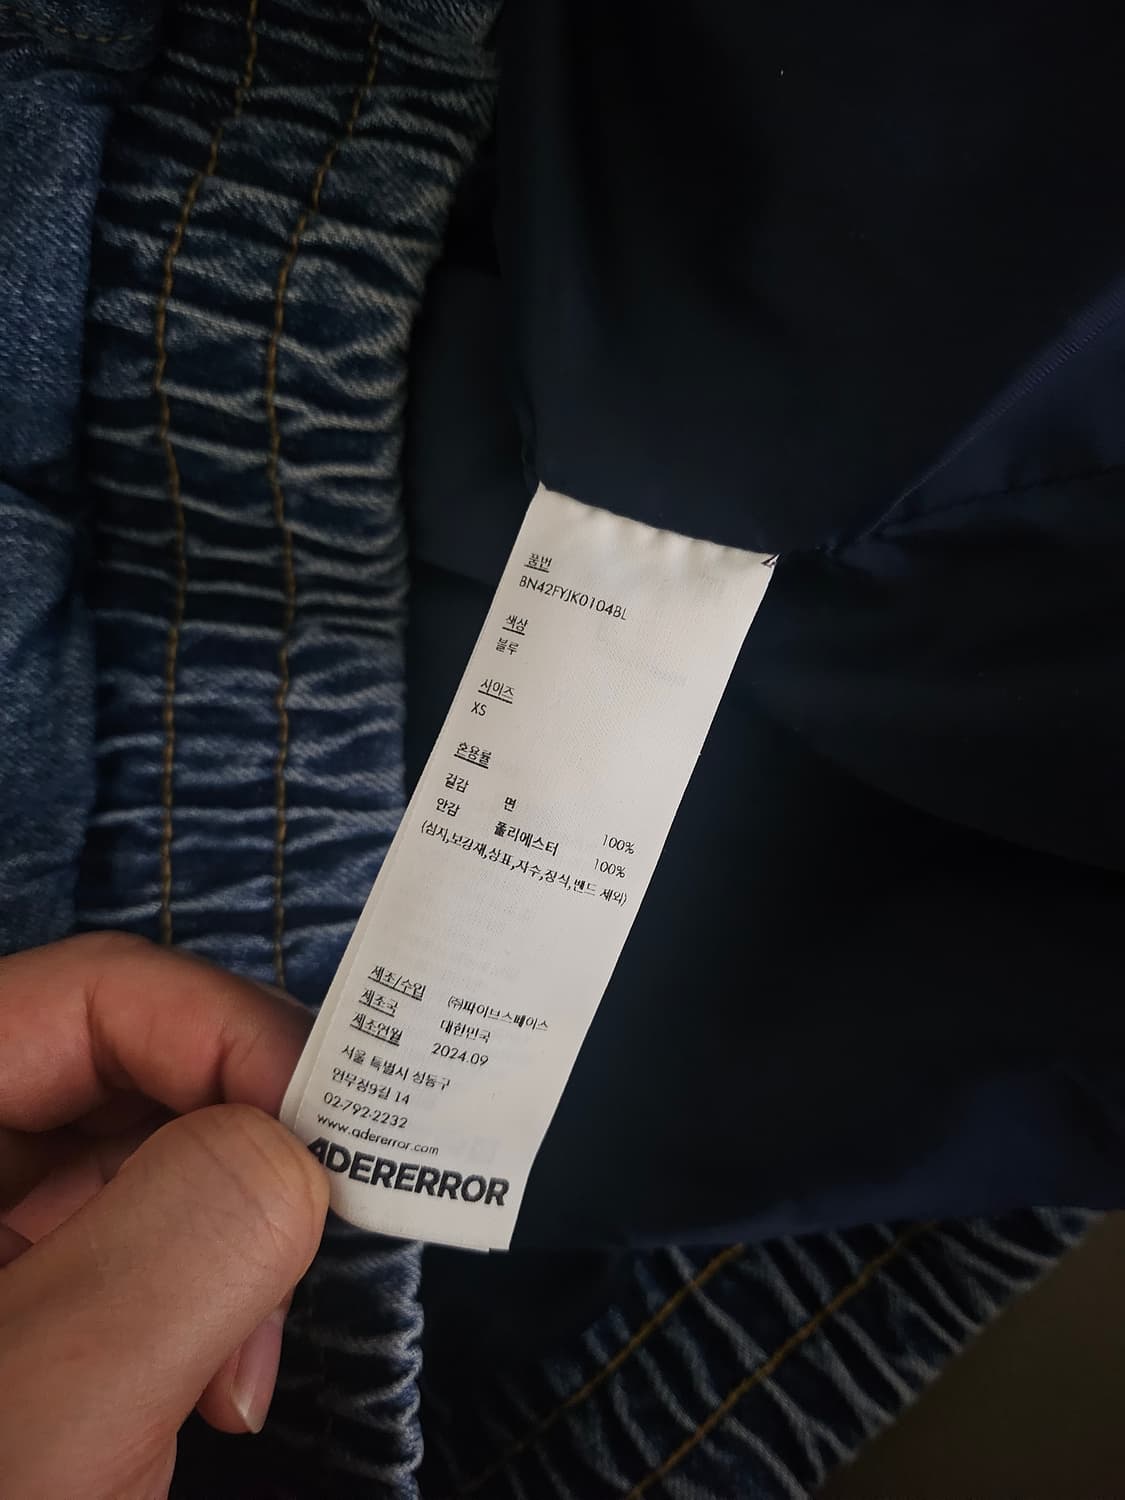 품번
BN42FYJK0104BL
색상
블루
사이즈
XS
혼용률
겉감 면 100%
안감 폴리에스터 100%
(심지,보강재,상표,자수,장식,밴드 제외)
제조/수입 ㈜파이브스페이스
제조국 대한민국
제조연월 2024.09
서울 특별시 성동구
연무장9길 14
02-792-2232
www.adererror.com
ADERERROR